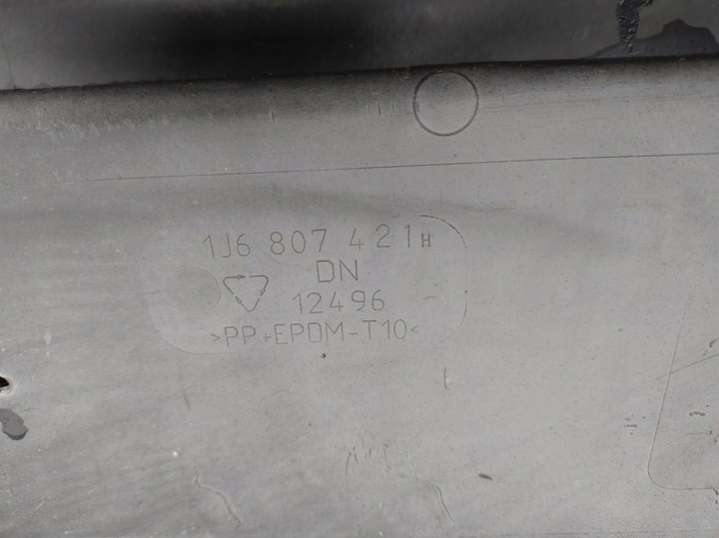 1J6 807 421 H
DN
12496
>PP+EPDM-T10<